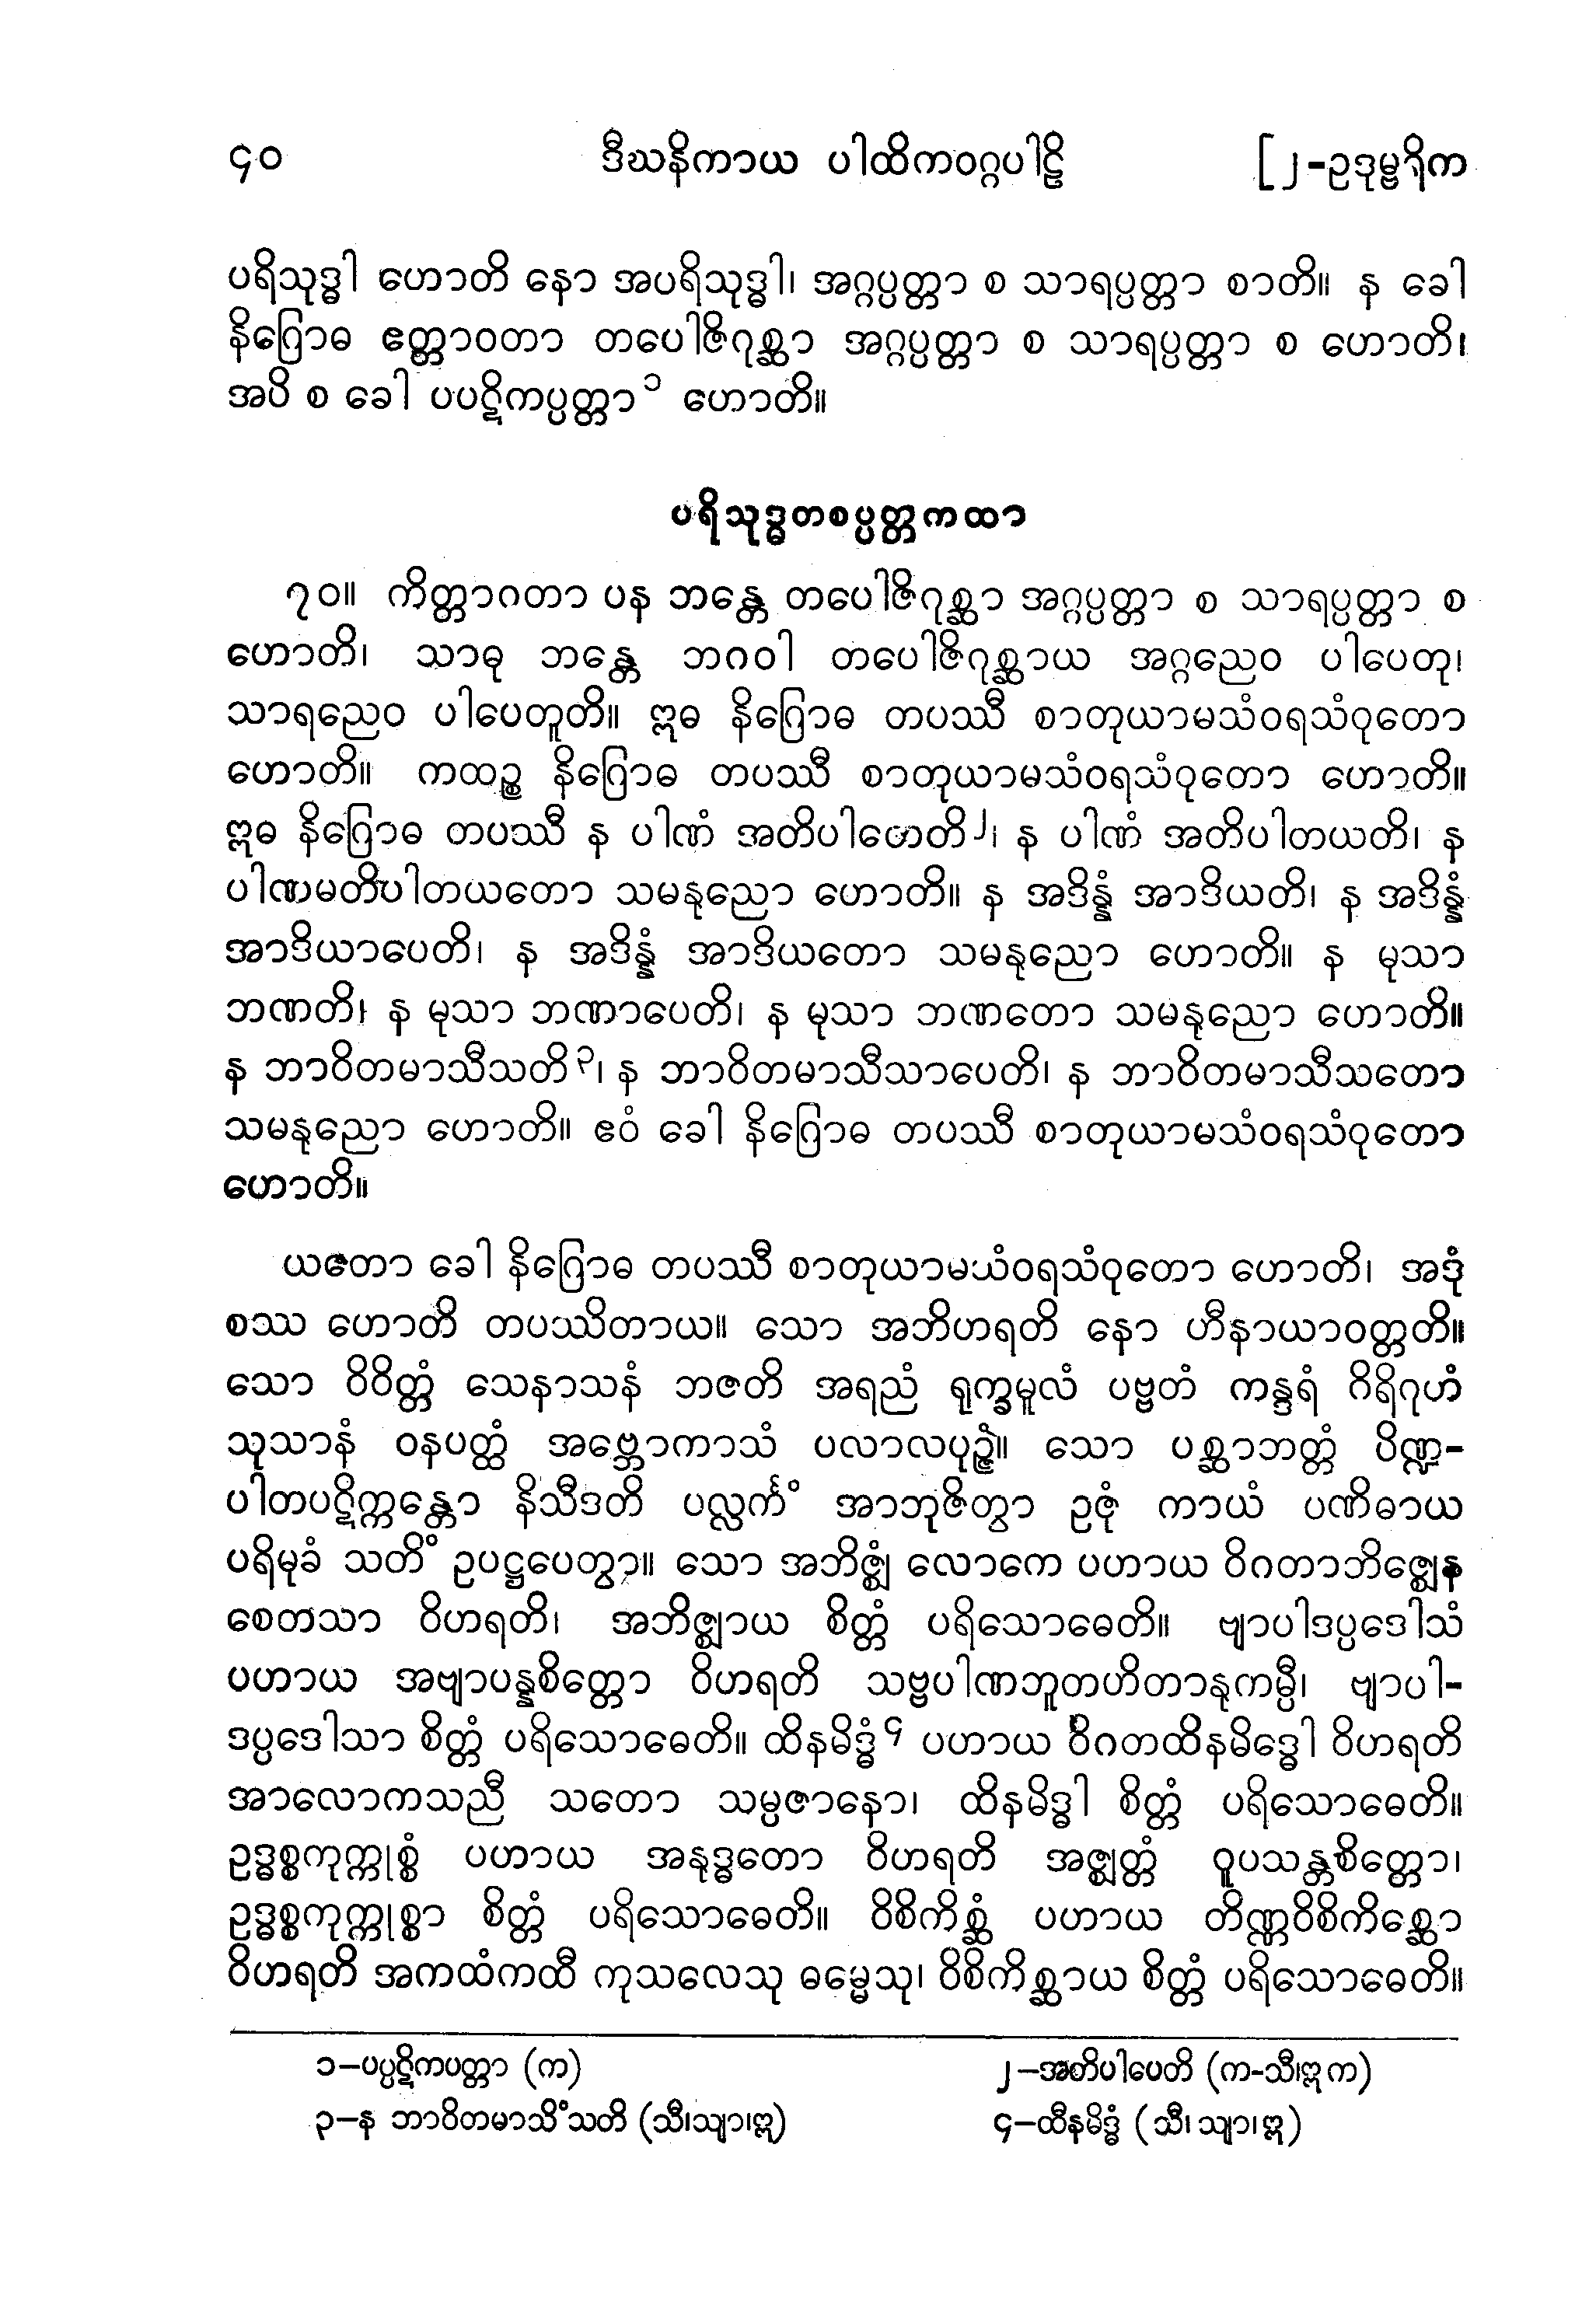 ၄၀ ဒီဃနိကာယ ပါထိကဝဂ္ဂပါဠိ [၂-ဥဒုမ္ဗရိက
ပရိသုဒ္ဓါ ဟောတိ နော အပရိသုဒ္ဓါ၊ အဂ္ဂပ္ပတ္တာ စ သာရပ္ပတ္တာ စာတိ။ န ခေါ
နိဂြောဓ ဧတ္တာဝတာ တပေါဇိဂုစ္ဆာ အဂ္ဂပ္ပတ္တာ စ သာရပ္ပတ္တာ စ ဟောတိ၊
အပိ စ ခေါ ပပဋိကပ္ပတ္တာ ၁ ဟောတိ။
ပရိသုဒ္ဓတစပ္ပတ္တကထာ
၇၀။ ကိတ္တာဂတာ ပန ဘန္တေ တပေါဇိဂုစ္ဆာ အဂ္ဂပ္ပတ္တာ စ သာရပ္ပတ္တာ စ
ဟောတိ၊ သာဓု ဘန္တေ ဘဂဝါ တပေါဇိဂုစ္ဆာယ အဂ္ဂညေဝ ပါပေတု၊
သာရညေဝ ပါပေတူတိ။ ဣဓ နိဂြောဓ တပဿီ စာတုယာမသံဝရသံဝုတော
ဟောတိ။ ကထဉ္စ နိဂြောဓ တပဿီ စာတုယာမသံဝရသံဝုတော ဟောတိ။
ဣဓ နိဂြောဓ တပဿီ န ပါဏံ အတိပါတေတိ ၂၊ န ပါဏံ အတိပါတယတိ၊ န
ပါဏမတိပါတယတော သမနုညော ဟောတိ။ န အဒိန္နံ အာဒိယတိ၊ န အဒိန္နံ
အာဒိယာပေတိ၊ န အဒိန္နံ အာဒိယတော သမနုညော ဟောတိ။ န မုသာ
ဘဏတိ၊ န မုသာ ဘဏာပေတိ၊ န မုသာ ဘဏတော သမနုညော ဟောတိ။
န ဘာဝိတမာသီသတိ ၃၊ န ဘာဝိတမာသီသာပေတိ၊ န ဘာဝိတမာသီသတော
သမနုညော ဟောတိ။ ဧဝံ ခေါ နိဂြောဓ တပဿီ စာတုယာမသံဝရသံဝုတော
ဟောတိ။
ယတော ခေါ နိဂြောဓ တပဿီ စာတုယာမသံဝရသံဝုတော ဟောတိ၊ အဒုံ
စဿ ဟောတိ တပဿိတာယ။ သော အဘိဟရတိ နော ဟီနာယာဝတ္တတိ။
သော ဝိဝိတ္တံ သေနာသနံ ဘဇတိ အရညံ ရုက္ခမူလံ ပဗ္ဗတံ ကန္ဒရံ ဂိရိဂုဟံ
သုသာနံ ဝနပတ္ထံ အဗ္ဘောကာသံ ပလာလပုဉ္ဇံ။ သော ပစ္ဆာဘတ္တံ ပိဏ္ဍ-
ပါတပဋိက္ကန္တော နိသီဒတိ ပလ္လင်္ကံ အာဘုဇိတွာ ဥဇုံ ကာယံ ပဏိဓာယ
ပရိမုခံ သတိံ ဥပဋ္ဌပေတွာ။ သော အဘိဇ္ဈံ လောကေ ပဟာယ ဝိဂတာဘိဇ္ဈေန
စေတသာ ဝိဟရတိ၊ အဘိဇ္ဈာယ စိတ္တံ ပရိသောဓေတိ။ ဗျာပါဒပ္ပဒေါသံ
ပဟာယ အဗျာပန္နစိတ္တော ဝိဟရတိ သဗ္ဗပါဏဘူတဟိတာနုကမ္ပီ၊ ဗျာပါ-
ဒပ္ပဒေါသာ စိတ္တံ ပရိသောဓေတိ။ ထိနမိဒ္ဓံ ၄ ပဟာယ ဝိဂတထိနမိဒ္ဓေါ ဝိဟရတိ
အာလောကသညီ သတော သမ္ပဇာနော၊ ထိနမိဒ္ဓါ စိတ္တံ ပရိသောဓေတိ။
ဥဒ္ဓစ္စကုက္ကုစ္စံ ပဟာယ အနုဒ္ဓတော ဝိဟရတိ အဇ္ဈတ္တံ ဝူပသန္တစိတ္တော၊
ဥဒ္ဓစ္စကုက္ကုစ္စာ စိတ္တံ ပရိသောဓေတိ။ ဝိစိကိစ္ဆံ ပဟာယ တိဏ္ဏဝိစိကိစ္ဆော
ဝိဟရတိ အကထံကထီ ကုသလေသု ဓမ္မေသု၊ ဝိစိကိစ္ဆာယ စိတ္တံ ပရိသောဓေတိ။
၁–ပပ္ပဋိကပတ္တာ (က) ၂–အတိပါပေတိ (က-သီ၊ဣက)
၃–န ဘာဝိတမာသိံသတိ (သီ၊သျာ၊ဣ) ၄–ထီနမိဒ္ဓံ (သီ၊သျာ၊ဣ)